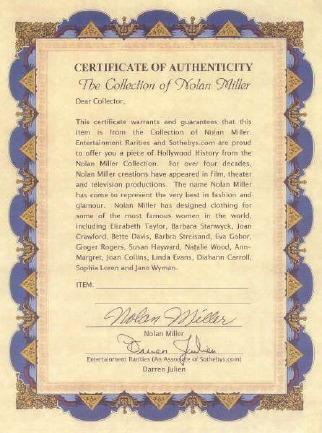 CERTIFICATE OF AUTHENTICITY
The Collection of Nolan Miller
Dear Collector,
This certificate warrants and guarantees that this
item is from the Collection of Nolan Miller.
Entertainment Rarities and Sothebys.com are proud
to offer you a piece of Hollywood History from the
Nolan Miller Collection. For over four decades,
Nolan Miller creations have appeared in film, theater
and television productions. The name Nolan Miller
has come to represent the very best in fashion and
glamour. Nolan Miller has designed clothing for
some of the most famous women in the world,
including Elizabeth Taylor, Barbara Stanwyck, Joan
Crawford, Bette Davis, Barbra Streisand, Eva Gabor,
Ginger Rogers, Susan Hayward, Natalie Wood, Ann-
Margret, Joan Collins, Linda Evans, Diahann Carroll,
Sophia Loren and Jane Wyman.
ITEM:
Nolan Miller
Nolan Miller
Darren Julien
Entertainment Rarities (An Associate of Sothebys.com)
Darren Julien